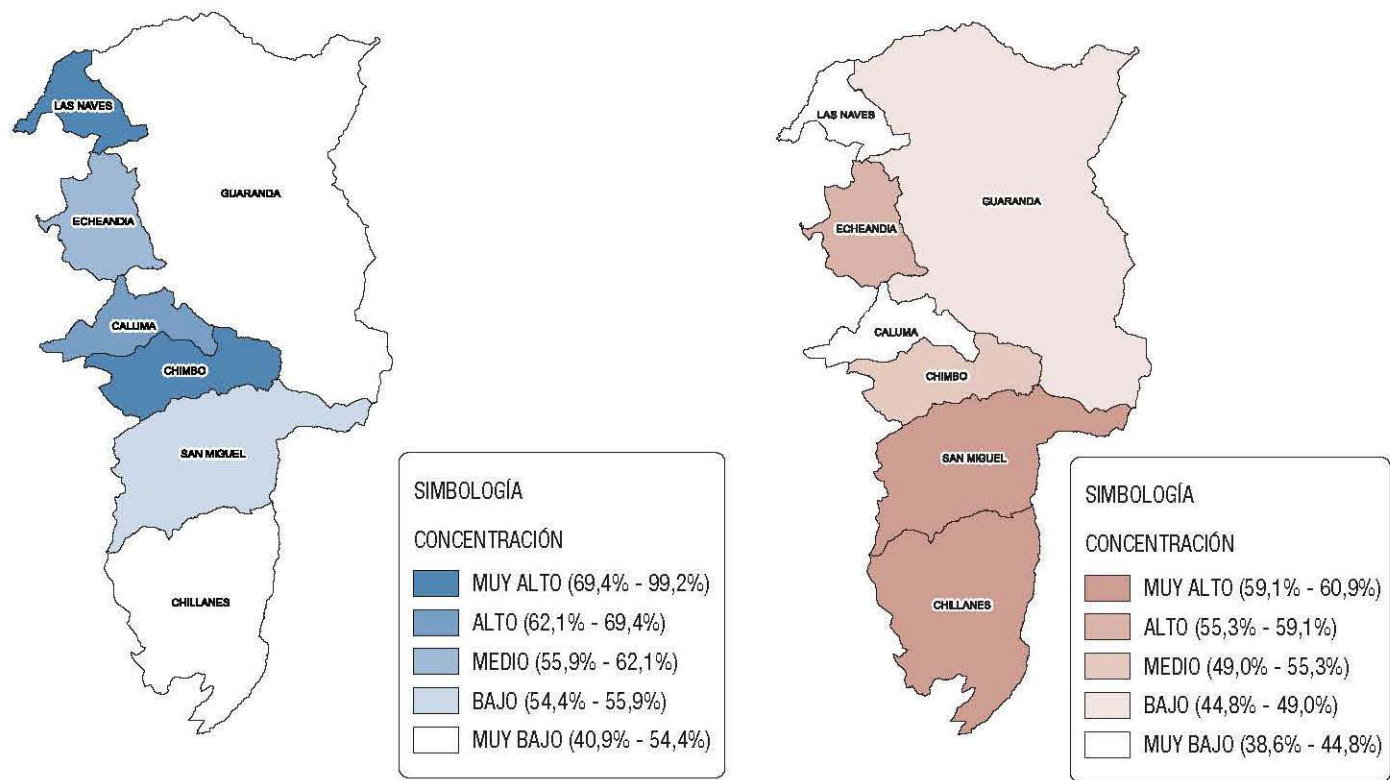 LAS NAVES
GUARANDA
ECHEANDIA
CALUMA
CHIMBO
SAN MIGUEL
CHILLANES
SIMBOLOGÍA
CONCENTRACIÓN
MUY ALTO (69,4% - 99,2%)
ALTO (62,1% - 69,4%)
MEDIO (55,9% - 62,1%)
BAJO (54,4% - 55,9%)
MUY BAJO (40,9% - 54,4%)
LAS NAVES
GUARANDA
ECHEANDIA
CALUMA
CHIMBO
SAN MIGUEL
CHILLANES
SIMBOLOGÍA
CONCENTRACIÓN
MUY ALTO (59,1% - 60,9%)
ALTO (55,3% - 59,1%)
MEDIO (49,0% - 55,3%)
BAJO (44,8% - 49,0%)
MUY BAJO (38,6% - 44,8%)